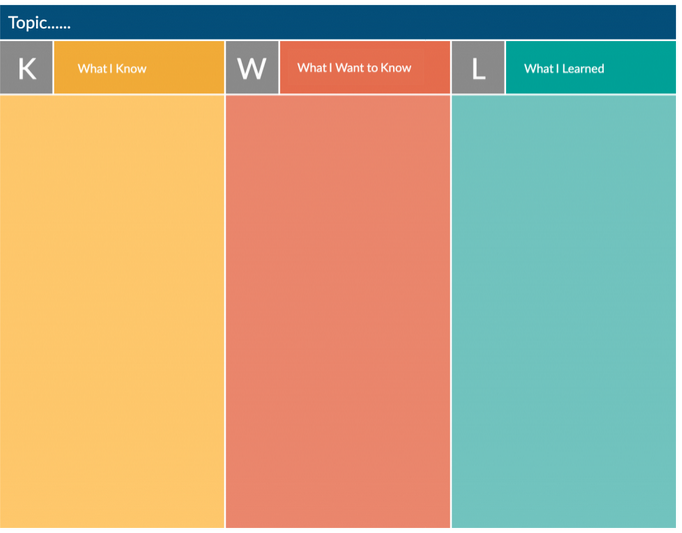 Topic......
K
What I Know
W
What I Want to Know
L
What I Learned